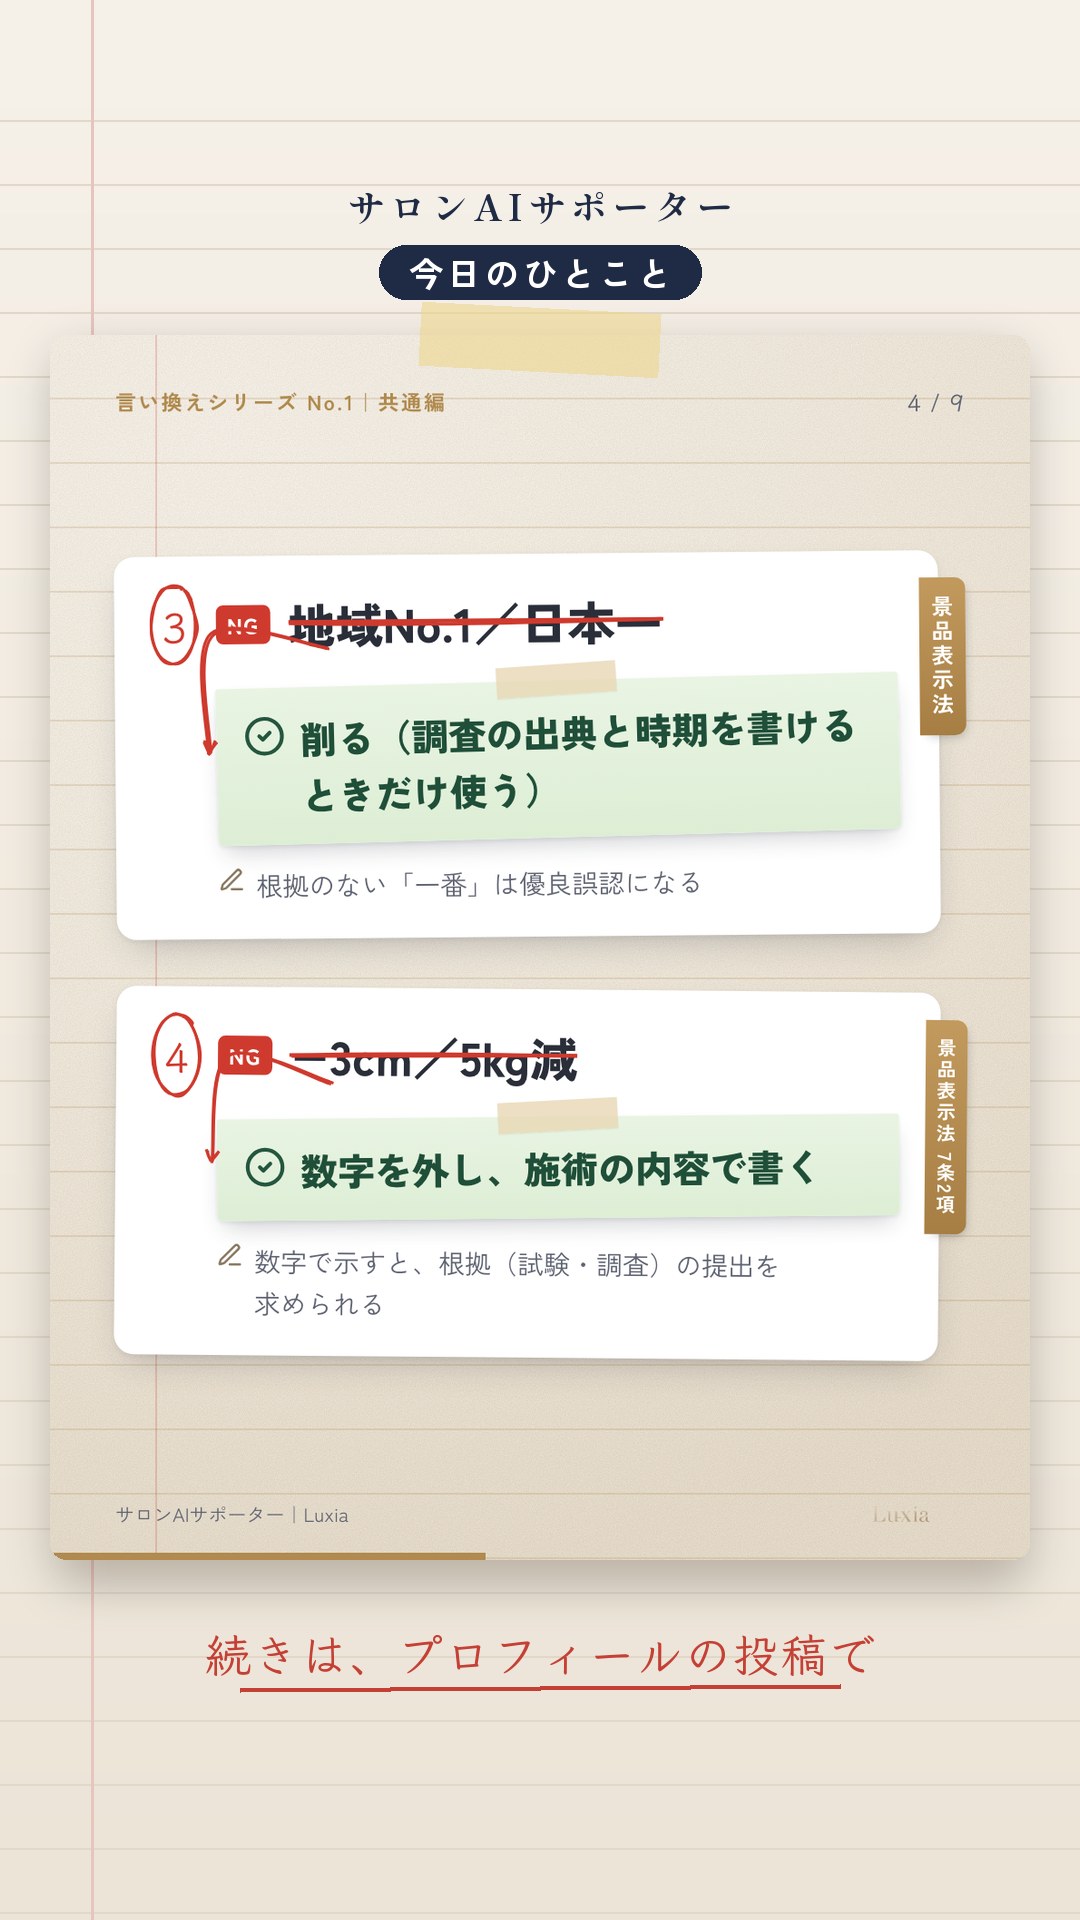 サロンAIサポーター
今日のひとこと
言い換えシリーズ No.1｜共通編
4 / 9
3
NG
地域No.1／日本一
景品表示法
削る（調査の出典と時期を書ける
ときだけ使う）
根拠のない「一番」は優良誤認になる
4
NG
−3cm／5kg減
景品表示法 7条2項
数字を外し、施術の内容で書く
数字で示すと、根拠（試験・調査）の提出を
求められる
サロンAIサポーター｜Luxia
Luxia
続きは、プロフィールの投稿で